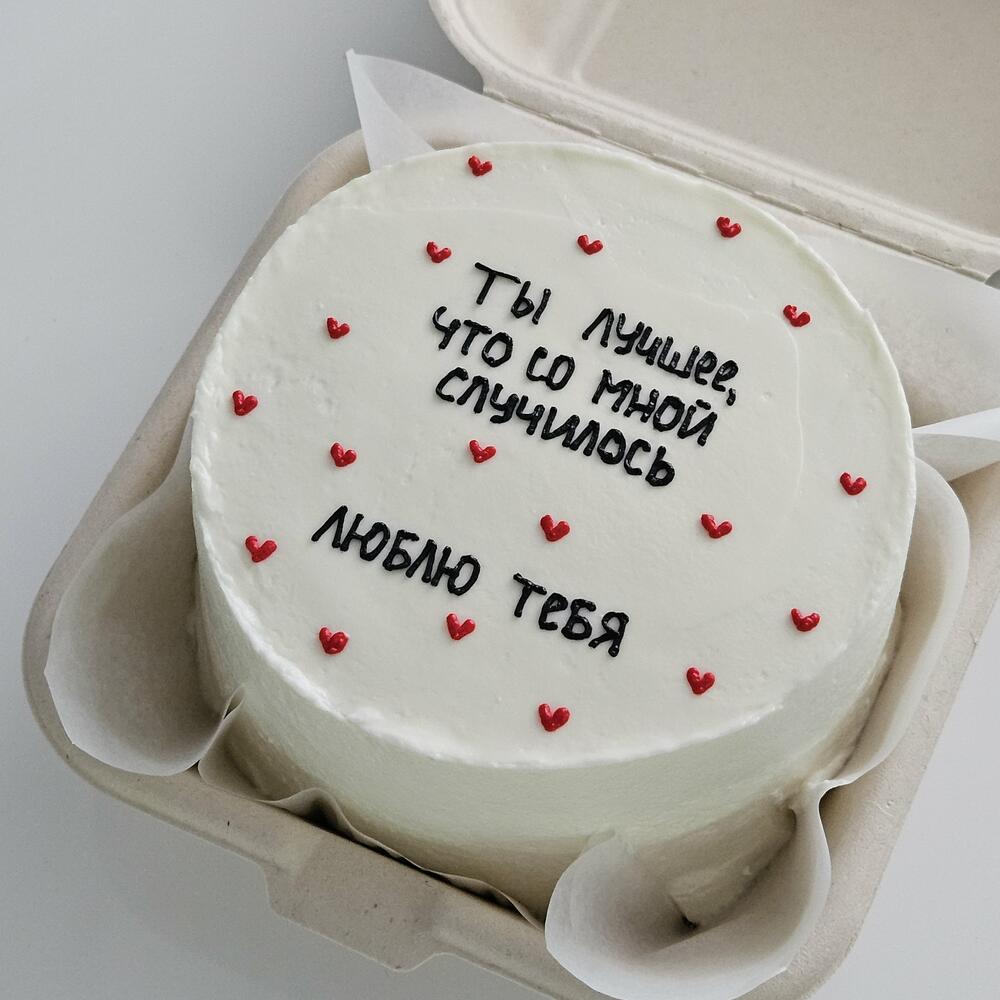 Ты лучшее,
что со мной
случилось
люблю тебя